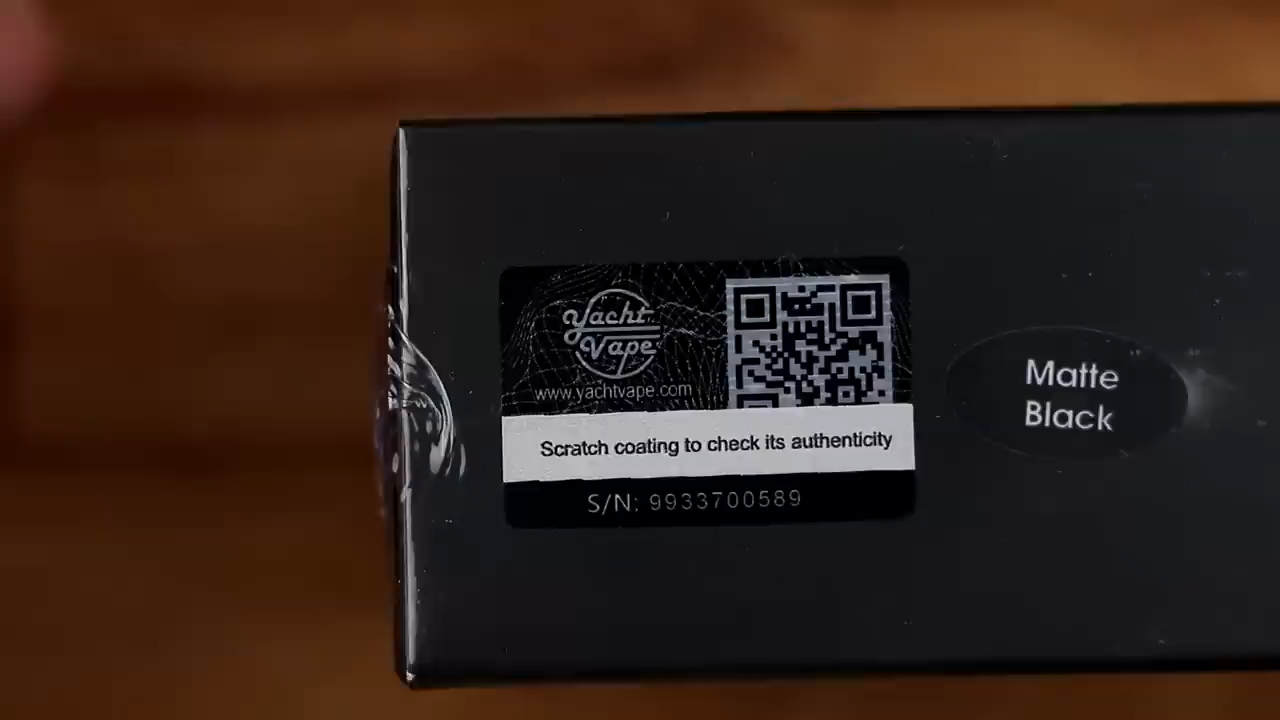 Yacht
Vape
www.yachtvape.com
Scratch coating to check its authenticity
S/N: 9933700589
Matte
Black